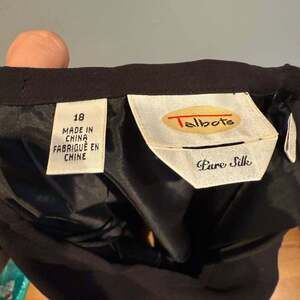 18
MADE IN
CHINA
FABRIQUÉ EN
CHINE
Talbots
Pure Silk